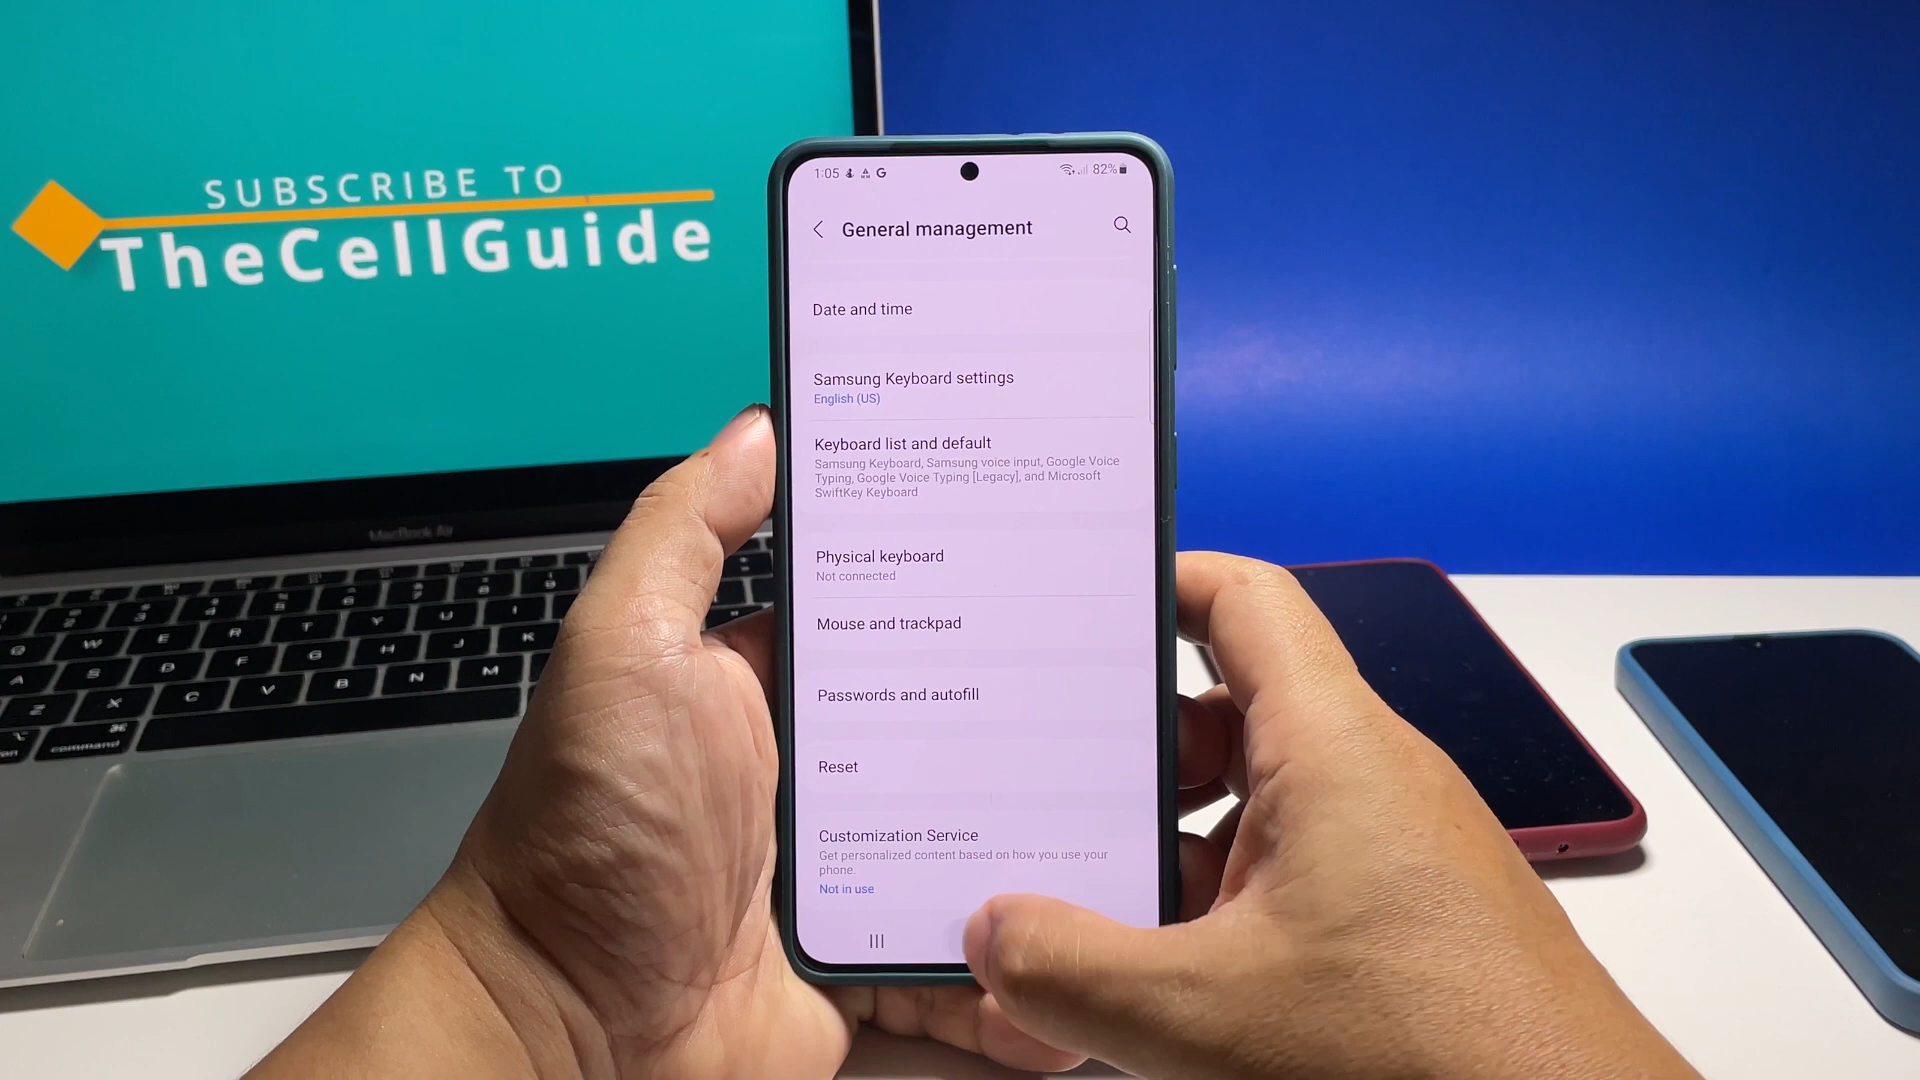 SUBSCRIBE TO
TheCellGuide
MacBook Air
1:05 G 82%
General management
Date and time
Samsung Keyboard settings
English (US)
Keyboard list and default
Samsung Keyboard, Samsung voice input, Google Voice
Typing, Google Voice Typing [Legacy], and Microsoft
SwiftKey Keyboard
Physical keyboard
Not connected
Mouse and trackpad
Passwords and autofill
Reset
Customization Service
Get personalized content based on how you use your
phone.
Not in use
W E R T Y U I
A S D F G H J K
Z X C V B N M
command